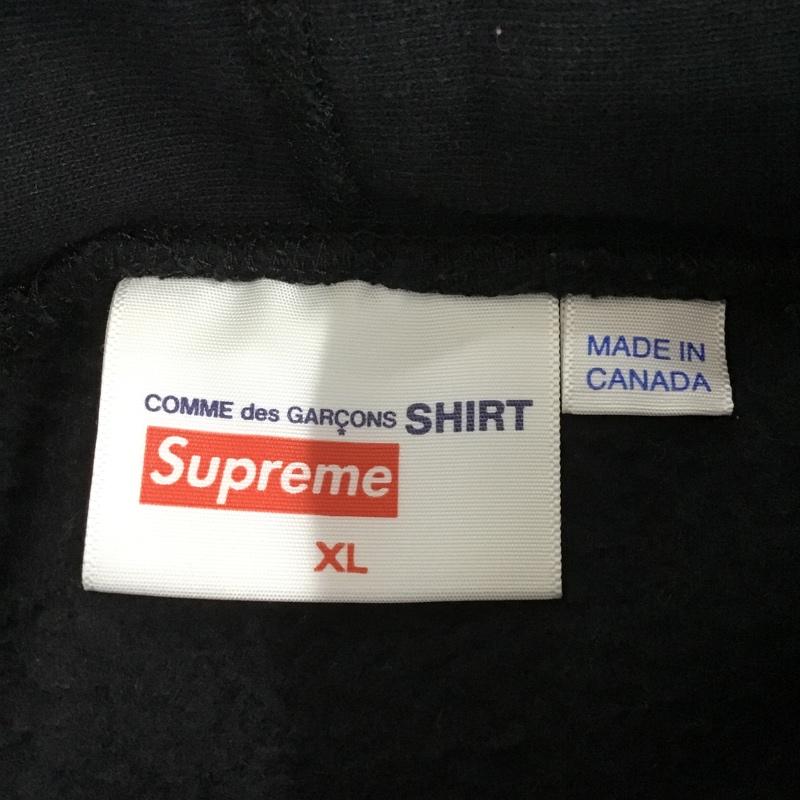 COMME des GARÇONS SHIRT
Supreme
XL
MADE IN
CANADA